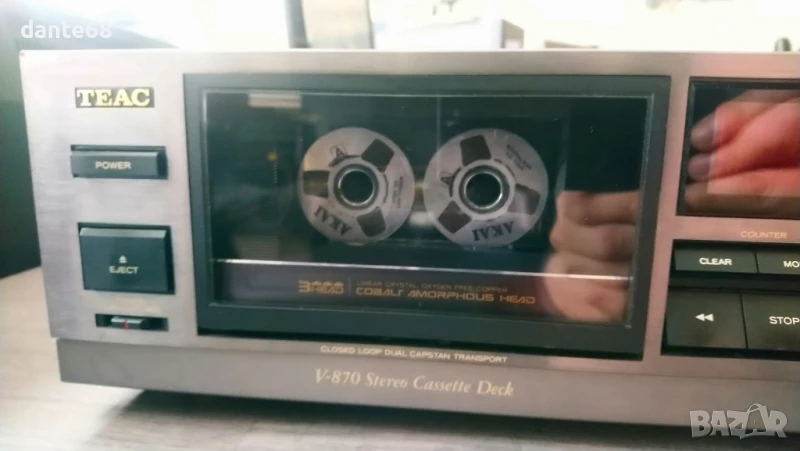 dante68
TEAC
POWER
EJECT
AKAI
AKAI
3 HEAD
LINEAR CRYSTAL OXYGEN FREE COPPER
COBALT AMORPHOUS HEAD
COUNTER
CLEAR
MO
STOP
CLOSED LOOP DUAL CAPSTAN TRANSPORT
V-870 Stereo Cassette Deck
BAZAR